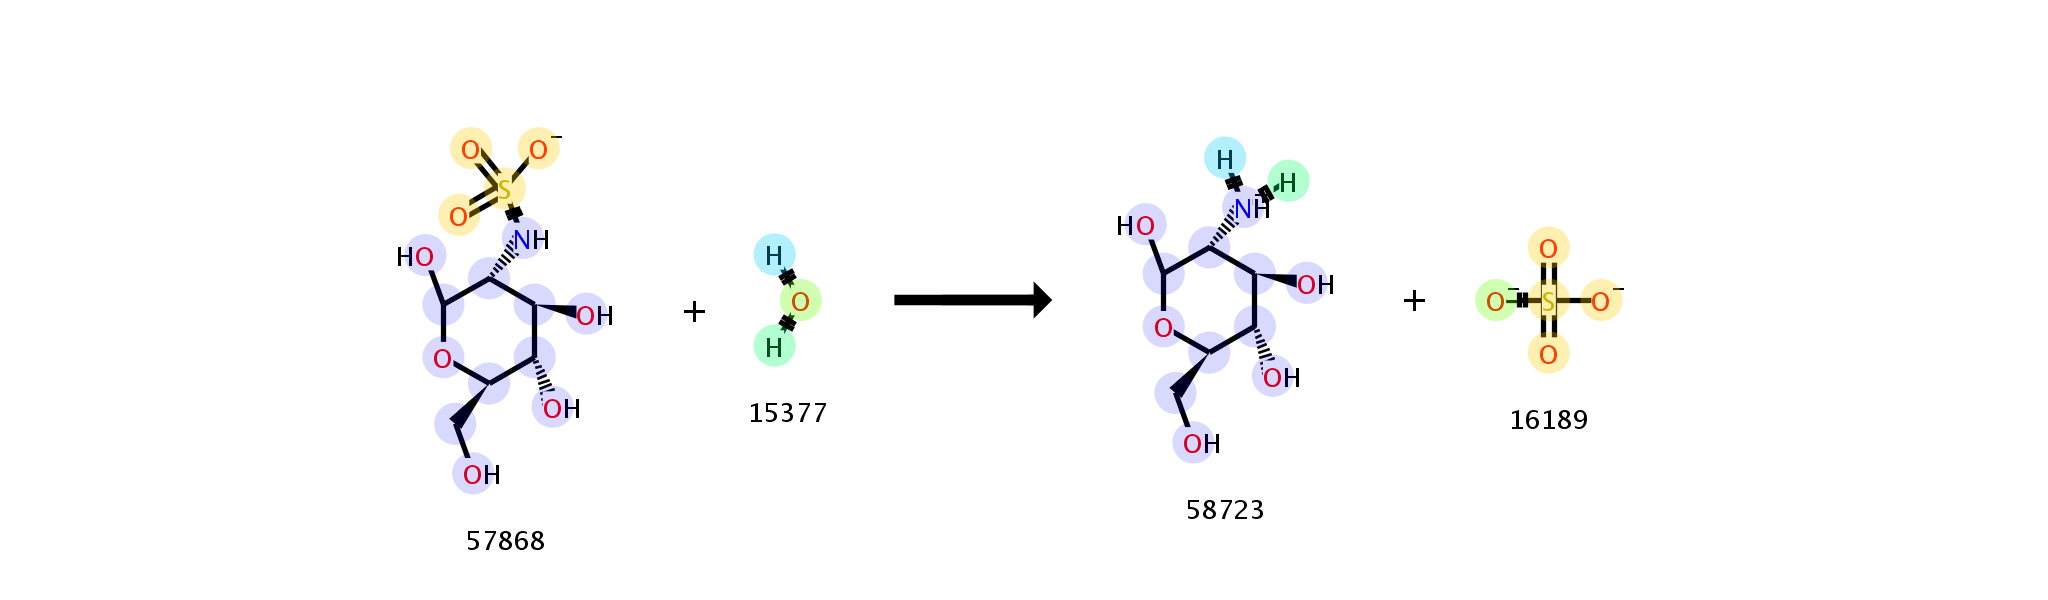 O O⁻
S
O
NH
HO
OH
O
OH
OH
57868
+
H
O
H
15377
H H
NH
HO
OH
O
OH
OH
58723
+
O
O⁻ S O⁻
O
16189